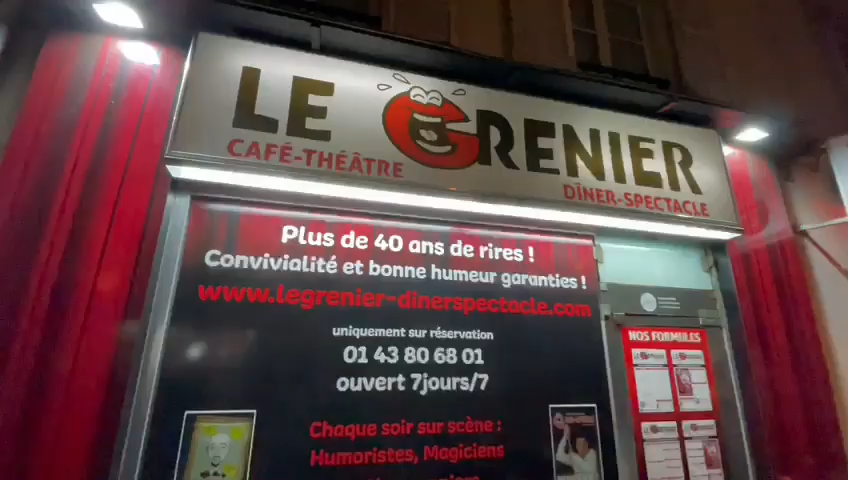 LE GRENIER
CAFÉ-THÉÂTRE
DÎNER-SPECTACLE
Plus de 40 ans de rires !
Convivialité et bonne humeur garanties !
www.legrenier-dinerspectacle.com
uniquement sur réservation
01 43 80 68 01
ouvert 7jours/7
Chaque soir sur scène :
Humoristes, Magiciens
NOS FORMULES